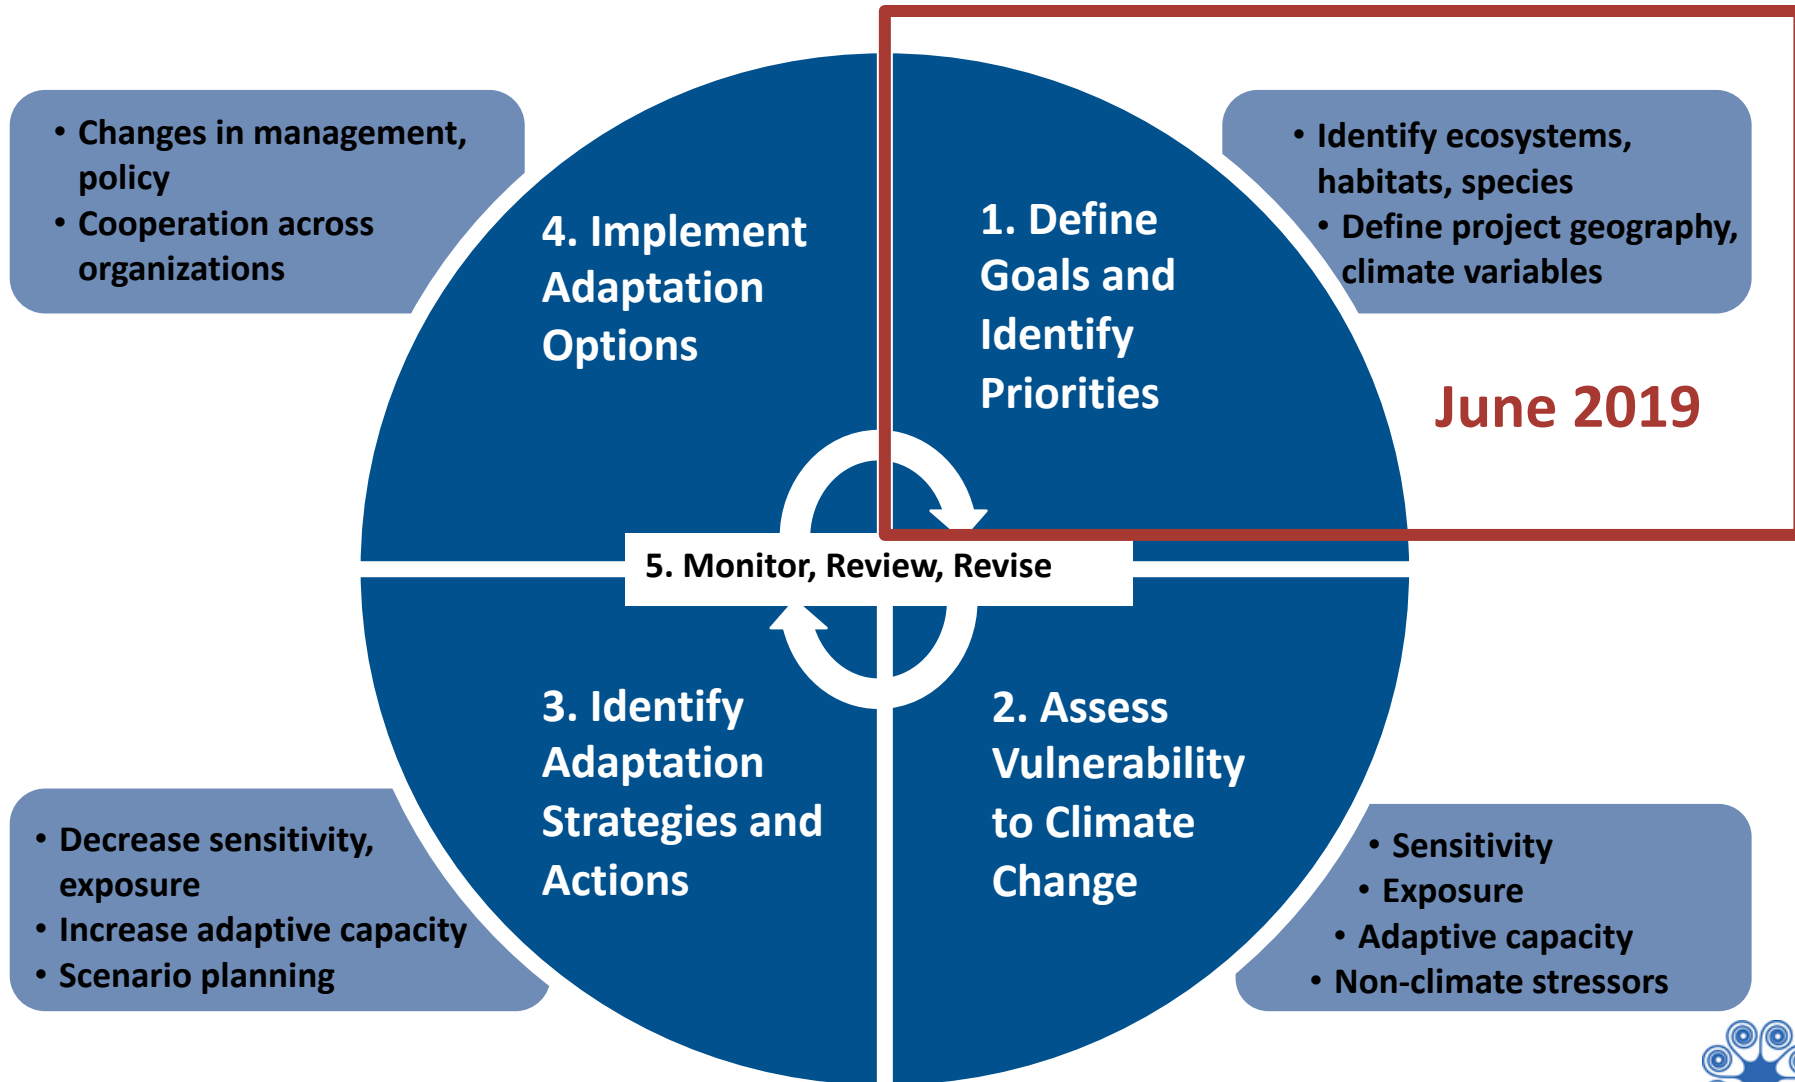 • Changes in management,
policy
• Cooperation across
organizations
4. Implement
Adaptation
Options
1. Define
Goals and
Identify
Priorities
• Identify ecosystems,
habitats, species
• Define project geography,
climate variables
June 2019
5. Monitor, Review, Revise
• Decrease sensitivity,
exposure
• Increase adaptive capacity
• Scenario planning
3. Identify
Adaptation
Strategies and
Actions
2. Assess
Vulnerability
to Climate
Change
• Sensitivity
• Exposure
• Adaptive capacity
• Non-climate stressors